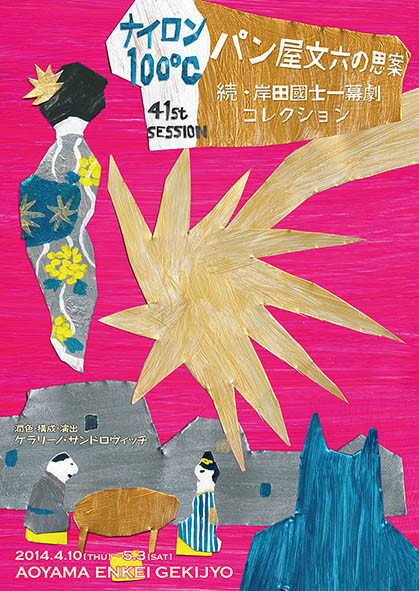 ナイロン
100℃
41st
SESSION
パン屋文六の思案
続・岸田國士一幕劇
コレクション
潤色・構成・演出
ケラリーノ・サンドロヴィッチ
2014.4.10[THU]~5.3[SAT]
AOYAMA ENKEI GEKIJYO